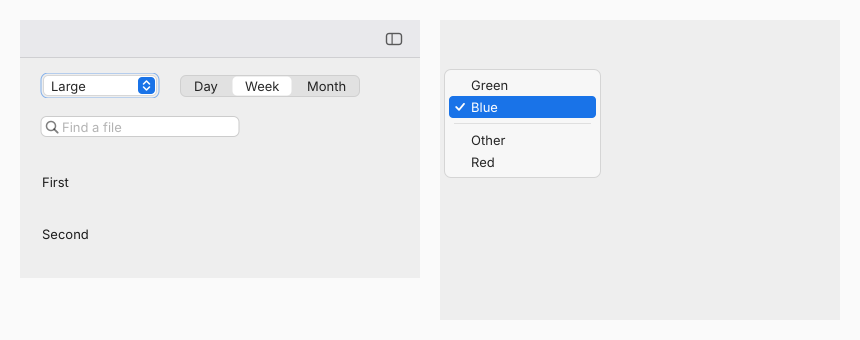 Large
Day Week Month
Find a file
First
Second
Green
Blue
Other
Red